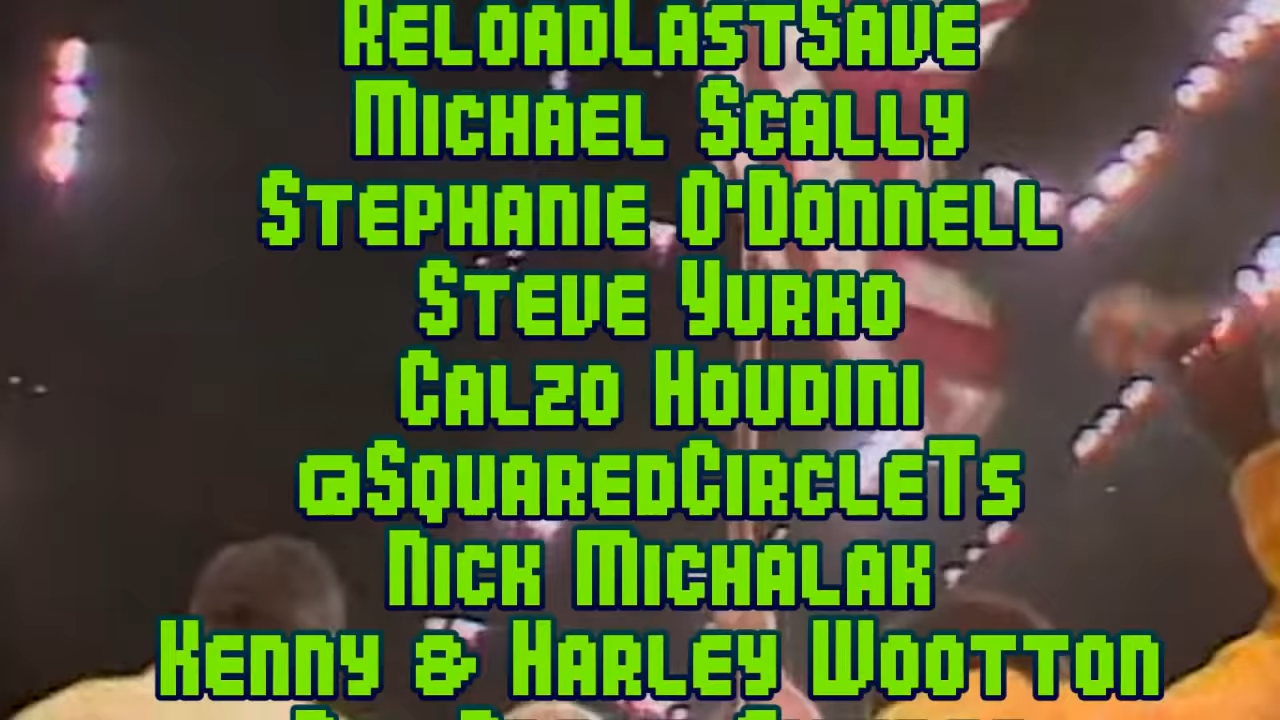 ReloadLastSave
Michael Scally
Stephanie O'Donnell
Steve Yurko
Calzo Houdini
@SquaredCircleTs
Nick Michalak
Kenny & Harley Wootton